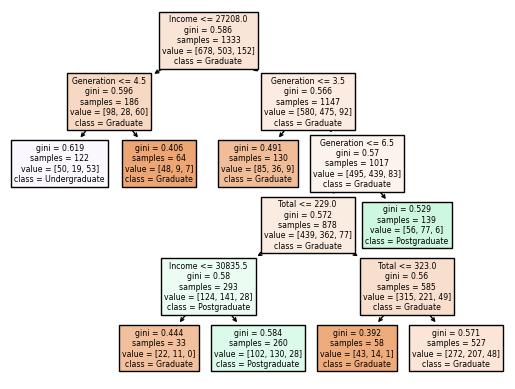 Income <= 27208.0
gini = 0.586
samples = 1333
value = [678, 503, 152]
class = Graduate
Generation <= 4.5
gini = 0.596
samples = 186
value = [98, 28, 60]
class = Graduate
Generation <= 3.5
gini = 0.566
samples = 1147
value = [580, 475, 92]
class = Graduate
gini = 0.619
samples = 122
value = [50, 19, 53]
class = Undergraduate
gini = 0.406
samples = 64
value = [48, 9, 7]
class = Graduate
gini = 0.491
samples = 130
value = [85, 36, 9]
class = Graduate
Generation <= 6.5
gini = 0.57
samples = 1017
value = [495, 439, 83]
class = Graduate
Total <= 229.0
gini = 0.572
samples = 878
value = [439, 362, 77]
class = Graduate
gini = 0.529
samples = 139
value = [56, 77, 6]
class = Postgraduate
Income <= 30835.5
gini = 0.58
samples = 293
value = [124, 141, 28]
class = Postgraduate
Total <= 323.0
gini = 0.56
samples = 585
value = [315, 221, 49]
class = Graduate
gini = 0.444
samples = 33
value = [22, 11, 0]
class = Graduate
gini = 0.584
samples = 260
value = [102, 130, 28]
class = Postgraduate
gini = 0.392
samples = 58
value = [43, 14, 1]
class = Graduate
gini = 0.571
samples = 527
value = [272, 207, 48]
class = Graduate